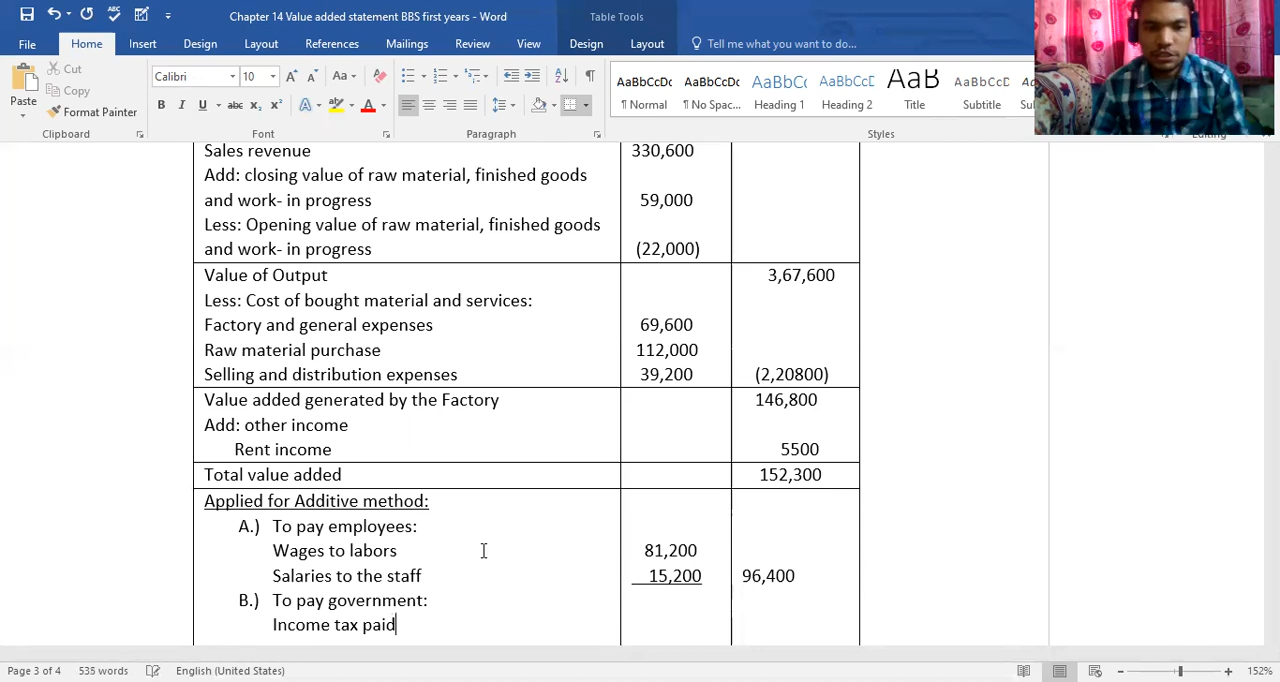 Chapter 14 Value added statement BBS first years - Word
Table Tools
File Home Insert Design Layout References Mailings Review View Design Layout Tell me what you want to do...
Cut
Copy
Format Painter
Paste
Calibri 10
AaBbCcDc AaBbCcDc AaBbCc AaBbCcD AaB AaBbCcD
¶ Normal ¶ No Spac... Heading 1 Heading 2 Title Subtitle
Clipboard Font Paragraph Styles
Sales revenue 330,600
Add: closing value of raw material, finished goods
and work- in progress 59,000
Less: Opening value of raw material, finished goods
and work- in progress (22,000)
Value of Output 3,67,600
Less: Cost of bought material and services:
Factory and general expenses 69,600
Raw material purchase 112,000
Selling and distribution expenses 39,200 (2,20800)
Value added generated by the Factory 146,800
Add: other income
Rent income 5500
Total value added 152,300
Applied for Additive method:
A.) To pay employees:
Wages to labors 81,200
Salaries to the staff 15,200 96,400
B.) To pay government:
Income tax paid
Page 3 of 4 535 words English (United States) 152%